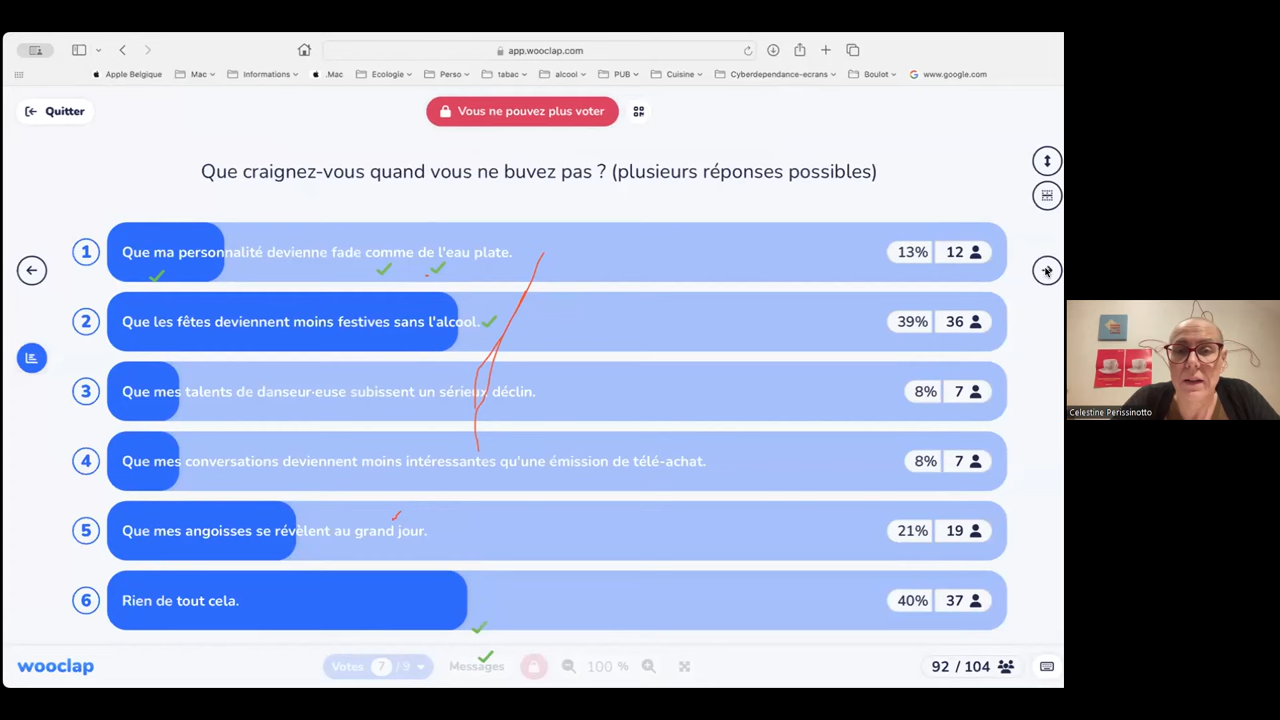 app.wooclap.com
Apple Belgique Mac Informations .Mac Ecologie Perso tabac alcool PUB Cuisine Cyberdependance-ecrans Boulot www.google.com
Quitter
Vous ne pouvez plus voter
Que craignez-vous quand vous ne buvez pas ? (plusieurs réponses possibles)
1 Que ma personnalité devienne fade comme de l'eau plate. 13% 12
2 Que les fêtes deviennent moins festives sans l'alcool. 39% 36
3 Que mes talents de danseur·euse subissent un sérieux déclin. 8% 7
4 Que mes conversations deviennent moins intéressantes qu'une émission de télé-achat. 8% 7
5 Que mes angoisses se révèlent au grand jour. 21% 19
6 Rien de tout cela. 40% 37
wooclap Votes 7 / 9 Messages 100 % 92 / 104
Celestine Perissinotto